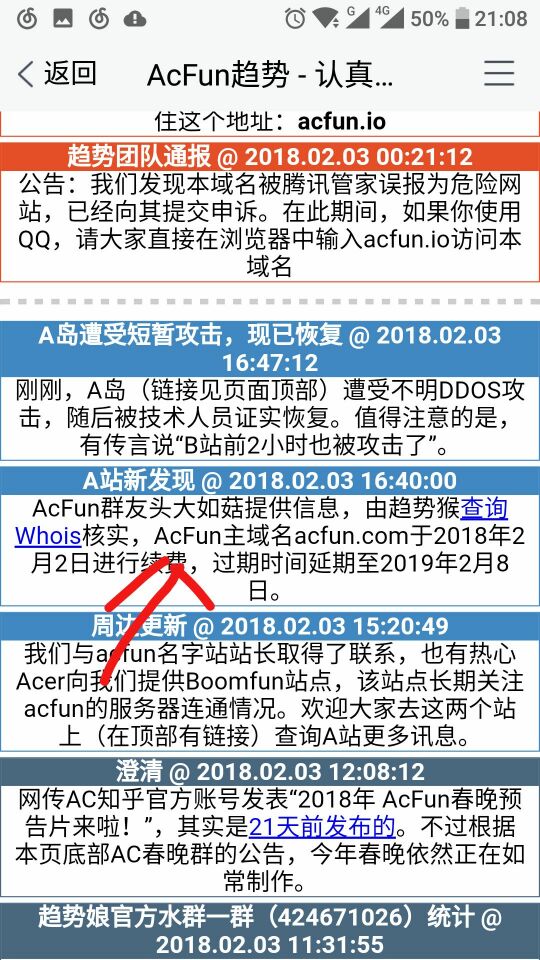 G 4G 50% 21:08
返回 AcFun趋势 - 认真...
住这个地址：acfun.io
趋势团队通报 @ 2018.02.03 00:21:12
公告：我们发现本域名被腾讯管家误报为危险网
站，已经向其提交申诉。在此期间，如果你使用
QQ，请大家直接在浏览器中输入acfun.io访问本
域名
A岛遭受短暂攻击，现已恢复 @ 2018.02.03
16:47:12
刚刚，A岛（链接见页面顶部）遭受不明DDOS攻
击，随后被技术人员证实恢复。值得注意的是，
有传言说“B站前2小时也被攻击了”。
A站新发现 @ 2018.02.03 16:40:00
AcFun群友头大如菇提供信息，由趋势猴查询
Whois核实，AcFun主域名acfun.com于2018年2
月2日进行续费，过期时间延期至2019年2月8
日。
周边更新 @ 2018.02.03 15:20:49
我们与acfun名字站站长取得了联系，也有热心
Acer向我们提供Boomfun站点，该站点长期关注
acfun的服务器连通情况。欢迎大家去这两个站
上（在顶部有链接）查询A站更多讯息。
澄清 @ 2018.02.03 12:08:12
网传AC知乎官方账号发表“2018年 AcFun春晚预
告片来啦！”，其实是21天前发布的。不过根据
本页底部AC春晚群的公告，今年春晚依然正在如
常制作。
趋势娘官方水群一群（424671026）统计 @
2018.02.03 11:31:55